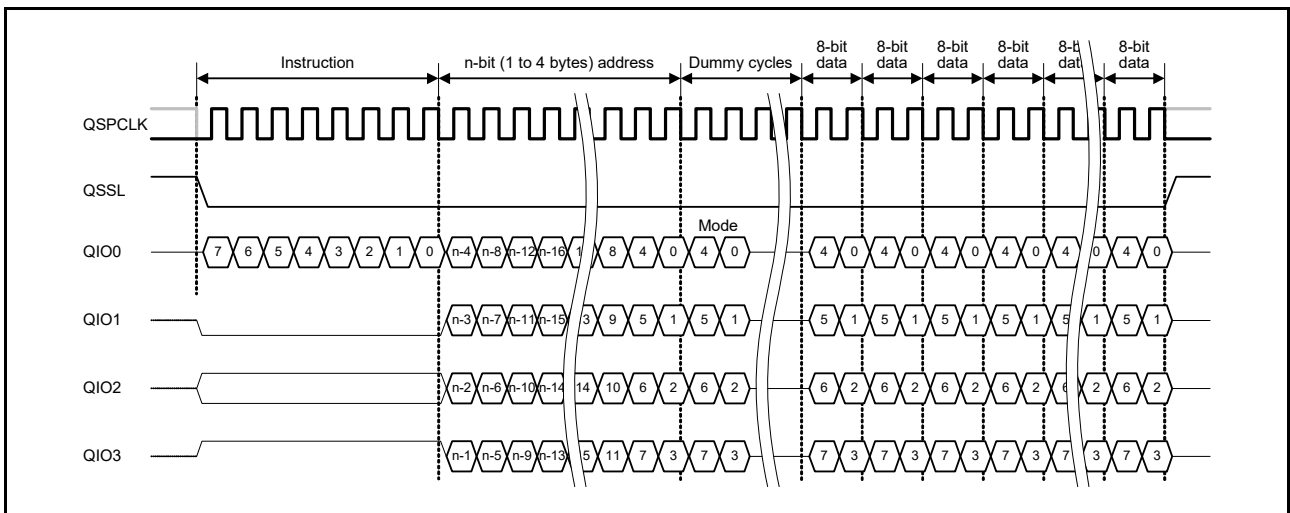 8-bit 8-bit 8-bit 8-bit 8-bit
Instruction n-bit (1 to 4 bytes) address Dummy cycles data data data data data
QSPCLK
QSSL
Mode
QIO0 7 6 5 4 3 2 1 0 n-4 n-8 n-12 n-16 8 4 0 4 0 4 0 4 0 4 0 4 0 4 0 4 0
QIO1 n-3 n-7 n-11 n-15 9 5 1 5 1 5 1 5 1 5 1 5 1 5 1 5 1
QIO2 n-2 n-6 n-10 n-14 14 10 6 2 6 2 6 2 6 2 6 2 6 2 6 2 6 2
QIO3 n-1 n-5 n-9 n-13 11 7 3 7 3 7 3 7 3 7 3 7 3 7 3 7 3